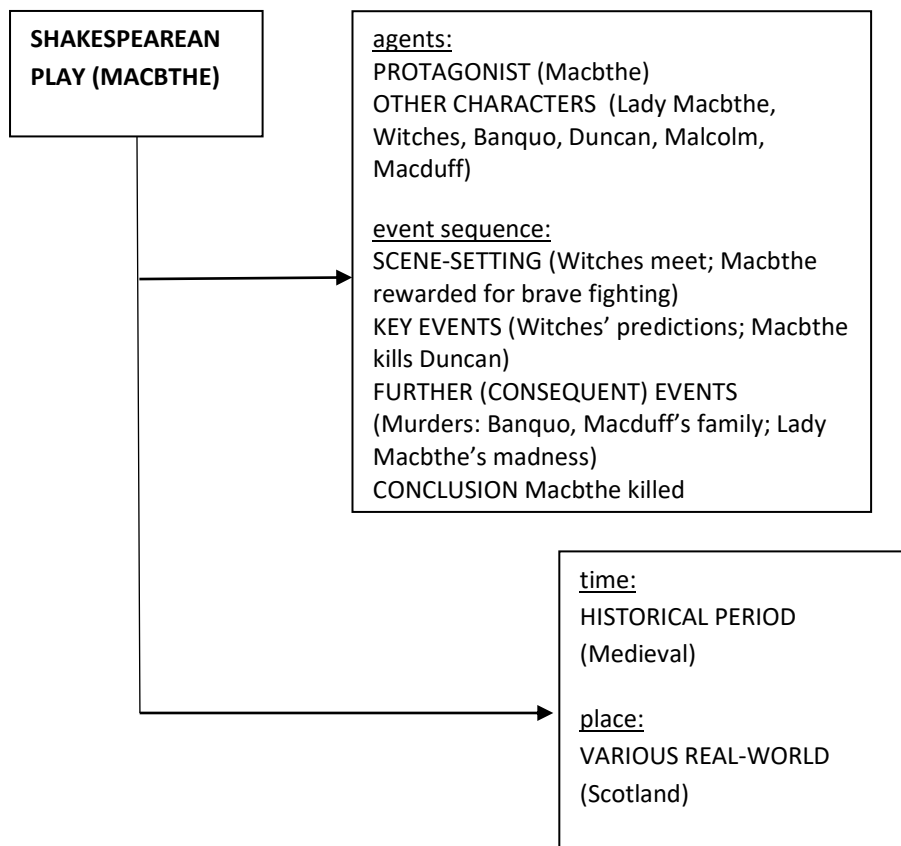 SHAKESPEAREAN
PLAY (MACBTHE)
agents:
PROTAGONIST (Macbthe)
OTHER CHARACTERS (Lady Macbthe,
Witches, Banquo, Duncan, Malcolm,
Macduff)
event sequence:
SCENE-SETTING (Witches meet; Macbthe
rewarded for brave fighting)
KEY EVENTS (Witches’ predictions; Macbthe
kills Duncan)
FURTHER (CONSEQUENT) EVENTS
(Murders: Banquo, Macduff’s family; Lady
Macbthe’s madness)
CONCLUSION Macbthe killed
time:
HISTORICAL PERIOD
(Medieval)
place:
VARIOUS REAL-WORLD
(Scotland)